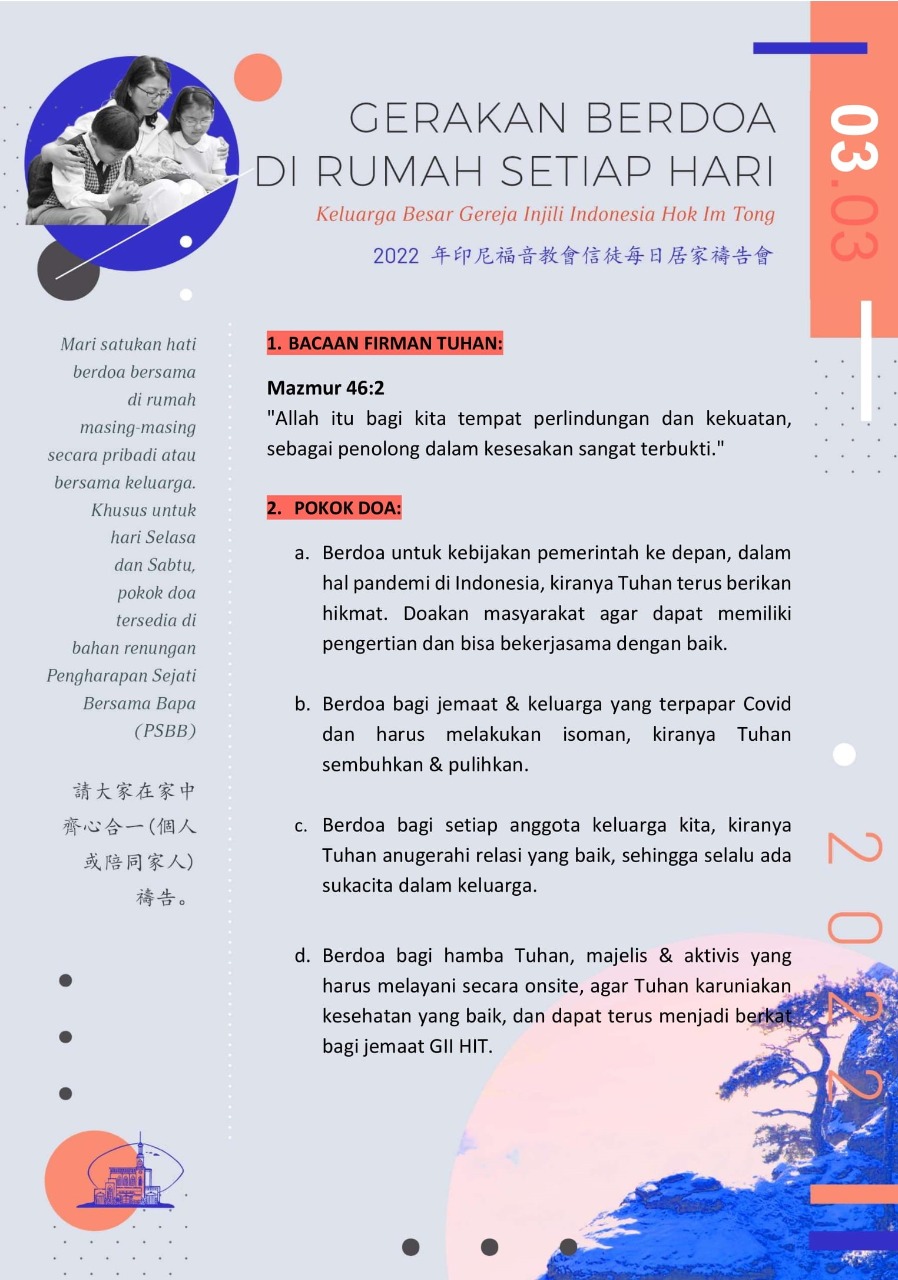 GERAKAN BERDOA
DI RUMAH SETIAP HARI
Keluarga Besar Gereja Injili Indonesia Hok Im Tong
2022 年印尼福音教會信徒每日居家禱告會
03.03
2022
Mari satukan hati
berdoa bersama
di rumah
masing-masing
secara pribadi atau
bersama keluarga.
Khusus untuk
hari Selasa
dan Sabtu,
pokok doa
tersedia di
bahan renungan
Pengharapan Sejati
Bersama Bapa
(PSBB)
請大家在家中
齊心合一(個人
或陪同家人)
禱告。
1. BACAAN FIRMAN TUHAN:
Mazmur 46:2
"Allah itu bagi kita tempat perlindungan dan kekuatan,
sebagai penolong dalam kesesakan sangat terbukti."
2. POKOK DOA:
a. Berdoa untuk kebijakan pemerintah ke depan, dalam
hal pandemi di Indonesia, kiranya Tuhan terus berikan
hikmat. Doakan masyarakat agar dapat memiliki
pengertian dan bisa bekerjasama dengan baik.
b. Berdoa bagi jemaat & keluarga yang terpapar Covid
dan harus melakukan isoman, kiranya Tuhan
sembuhkan & pulihkan.
c. Berdoa bagi setiap anggota keluarga kita, kiranya
Tuhan anugerahi relasi yang baik, sehingga selalu ada
sukacita dalam keluarga.
d. Berdoa bagi hamba Tuhan, majelis & aktivis yang
harus melayani secara onsite, agar Tuhan karuniakan
kesehatan yang baik, dan dapat terus menjadi berkat
bagi jemaat GII HIT.